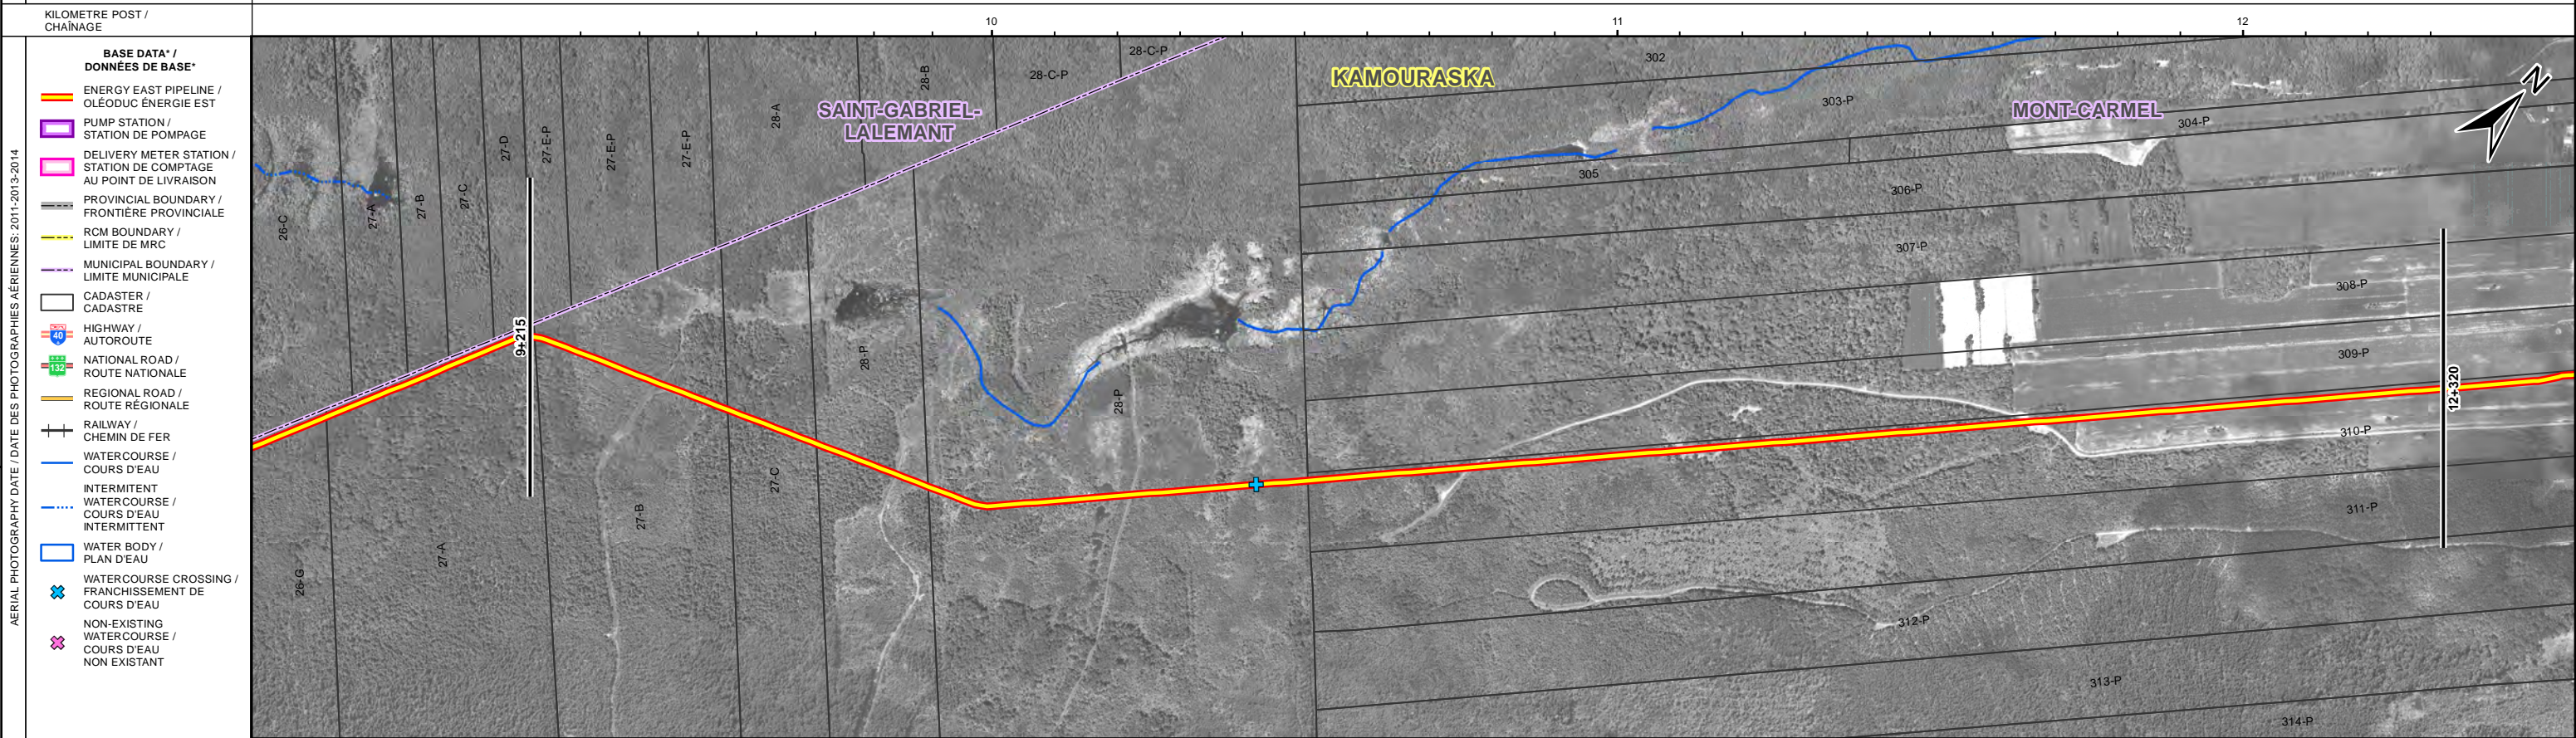 KILOMETRE POST /
CHAÎNAGE
10
11
12
AERIAL PHOTOGRAPHY DATE / DATE DES PHOTOGRAPHIES AÉRIENNES: 2011-2013-2014
BASE DATA* /
DONNÉES DE BASE*
ENERGY EAST PIPELINE /
OLÉODUC ÉNERGIE EST
PUMP STATION /
STATION DE POMPAGE
DELIVERY METER STATION /
STATION DE COMPTAGE
AU POINT DE LIVRAISON
PROVINCIAL BOUNDARY /
FRONTIÈRE PROVINCIALE
RCM BOUNDARY /
LIMITE DE MRC
MUNICIPAL BOUNDARY /
LIMITE MUNICIPALE
CADASTER /
CADASTRE
40
HIGHWAY /
AUTOROUTE
132
NATIONAL ROAD /
ROUTE NATIONALE
REGIONAL ROAD /
ROUTE RÉGIONALE
RAILWAY /
CHEMIN DE FER
WATERCOURSE /
COURS D'EAU
INTERMITENT
WATERCOURSE /
COURS D'EAU
INTERMITTENT
WATER BODY /
PLAN D'EAU
WATERCOURSE CROSSING /
FRANCHISSEMENT DE
COURS D'EAU
NON-EXISTING
WATERCOURSE /
COURS D'EAU
NON EXISTANT
26-C
27-A
27-B
27-C
27-D
27-E-P
27-E-P
27-E-P
28-A
28-B
28-C-P
28-C-P
SAINT-GABRIEL-
LALEMANT
KAMOURASKA
MONT-CARMEL
N
302
303-P
304-P
305
306-P
307-P
308-P
309-P
310-P
311-P
312-P
313-P
314-P
9+215
12+320
28-P
28-P
26-G
27-A
27-B
27-C